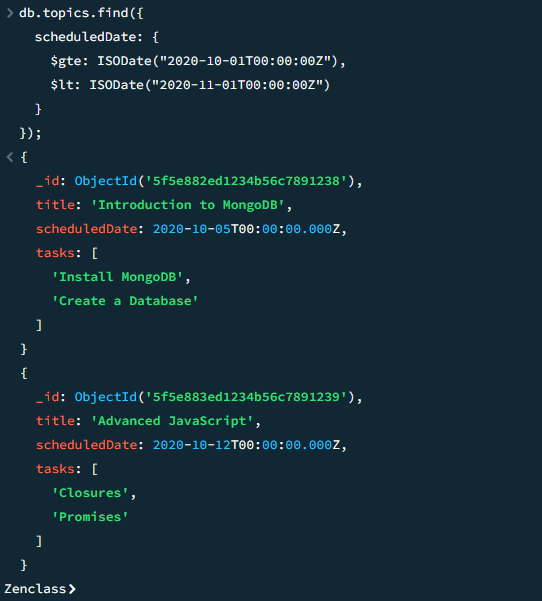 > db.topics.find({
scheduledDate: {
$gte: ISODate("2020-10-01T00:00:00Z"),
$lt: ISODate("2020-11-01T00:00:00Z")
}
});
< {
_id: ObjectId('5f5e882ed1234b56c7891238'),
title: 'Introduction to MongoDB',
scheduledDate: 2020-10-05T00:00:00.000Z,
tasks: [
'Install MongoDB',
'Create a Database'
]
}
{
_id: ObjectId('5f5e883ed1234b56c7891239'),
title: 'Advanced JavaScript',
scheduledDate: 2020-10-12T00:00:00.000Z,
tasks: [
'Closures',
'Promises'
]
}
Zenclass>